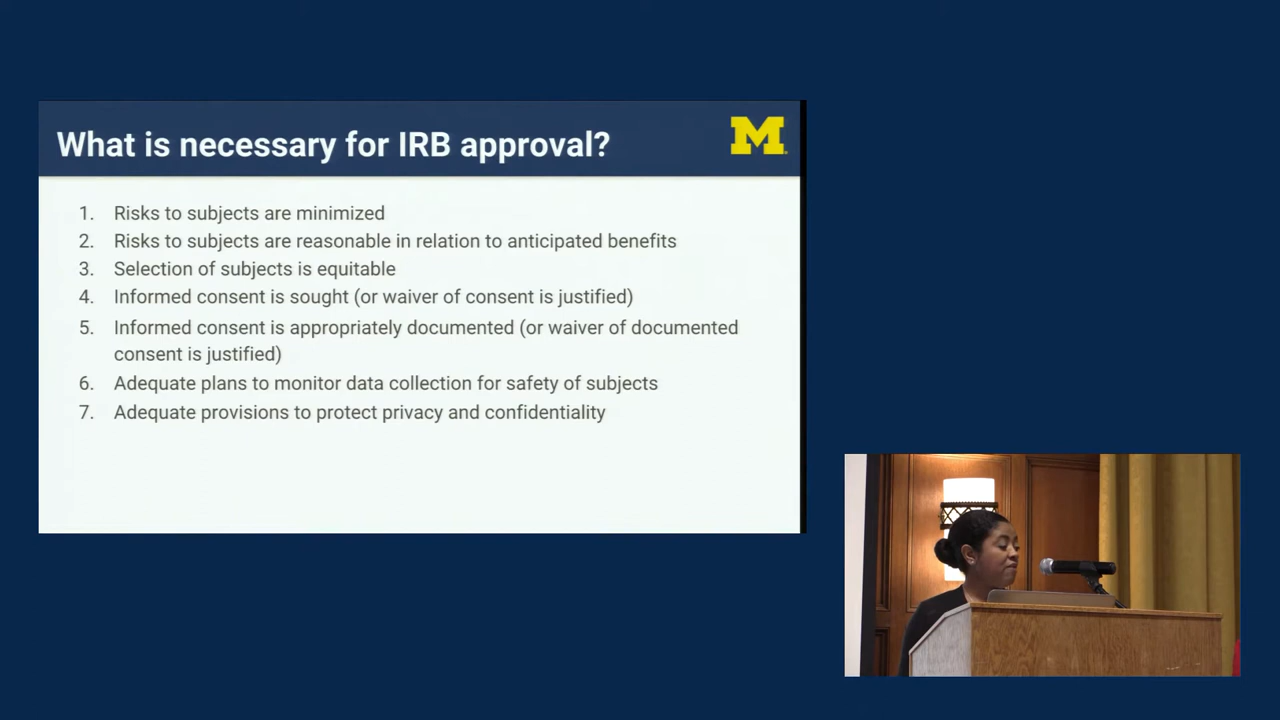 What is necessary for IRB approval?
M
1. Risks to subjects are minimized
2. Risks to subjects are reasonable in relation to anticipated benefits
3. Selection of subjects is equitable
4. Informed consent is sought (or waiver of consent is justified)
5. Informed consent is appropriately documented (or waiver of documented
consent is justified)
6. Adequate plans to monitor data collection for safety of subjects
7. Adequate provisions to protect privacy and confidentiality